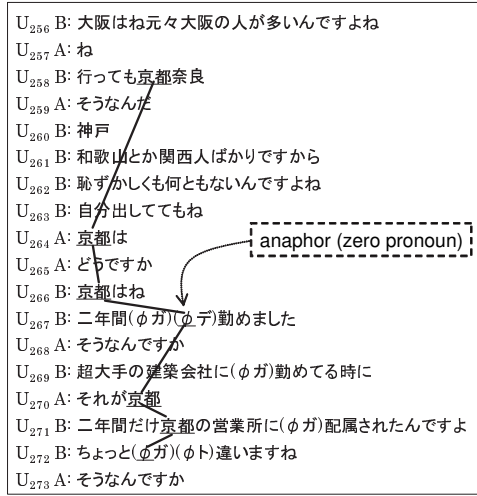 U256 B: 大阪はね元々大阪の人が多いんですよね
U257 A: ね
U258 B: 行っても京都奈良
U259 A: そうなんだ
U260 B: 神戸
U261 B: 和歌山とか関西人ばかりですから
U262 B: 恥ずかしくも何ともないんですよね
U263 B: 自分出しててもね
U264 A: 京都は
anaphor (zero pronoun)
U265 A: どうですか
U266 B: 京都はね
U267 B: 二年間(φガ)(φデ)勤めました
U268 A: そうなんですか
U269 B: 超大手の建築会社に(φガ)勤めてる時に
U270 A: それが京都
U271 B: 二年間だけ京都の営業所に(φガ)配属されたんですよ
U272 B: ちょっと(φガ)(φト)違いますね
U273 A: そうなんですか